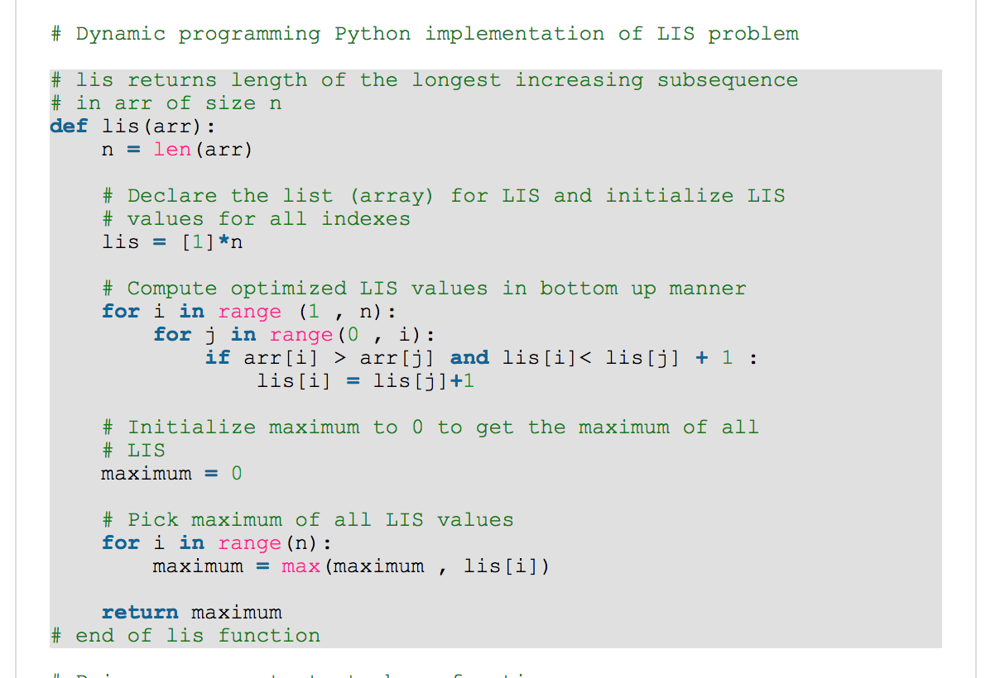 # Dynamic programming Python implementation of LIS problem
# lis returns length of the longest increasing subsequence
# in arr of size n
def lis(arr):
    n = len(arr)
    # Declare the list (array) for LIS and initialize LIS
    # values for all indexes
    lis = [1]*n
    # Compute optimized LIS values in bottom up manner
    for i in range (1 , n):
        for j in range(0 , i):
            if arr[i] > arr[j] and lis[i]< lis[j] + 1 :
                lis[i] = lis[j]+1
    # Initialize maximum to 0 to get the maximum of all
    # LIS
    maximum = 0
    # Pick maximum of all LIS values
    for i in range(n):
        maximum = max(maximum , lis[i])
    return maximum
# end of lis function